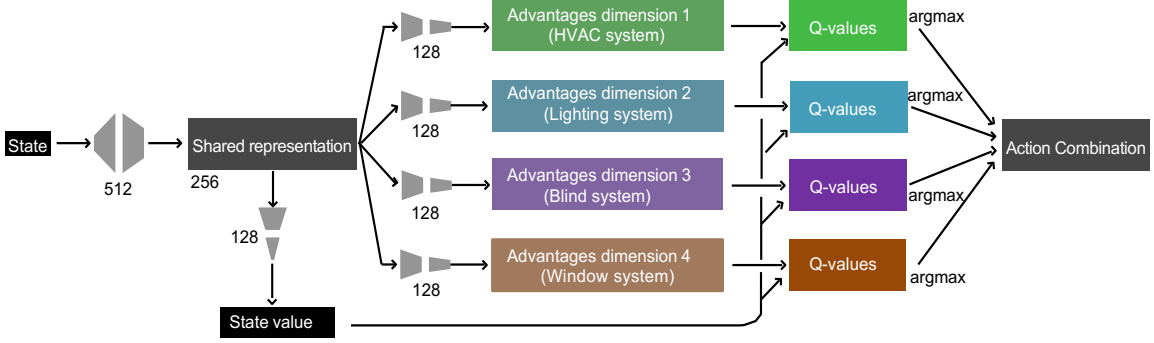 State
512
Shared representation
256
128
State value
128
Advantages dimension 1
(HVAC system)
Q-values
argmax
128
Advantages dimension 2
(Lighting system)
Q-values
argmax
128
Advantages dimension 3
(Blind system)
Q-values
argmax
128
Advantages dimension 4
(Window system)
Q-values
argmax
Action Combination